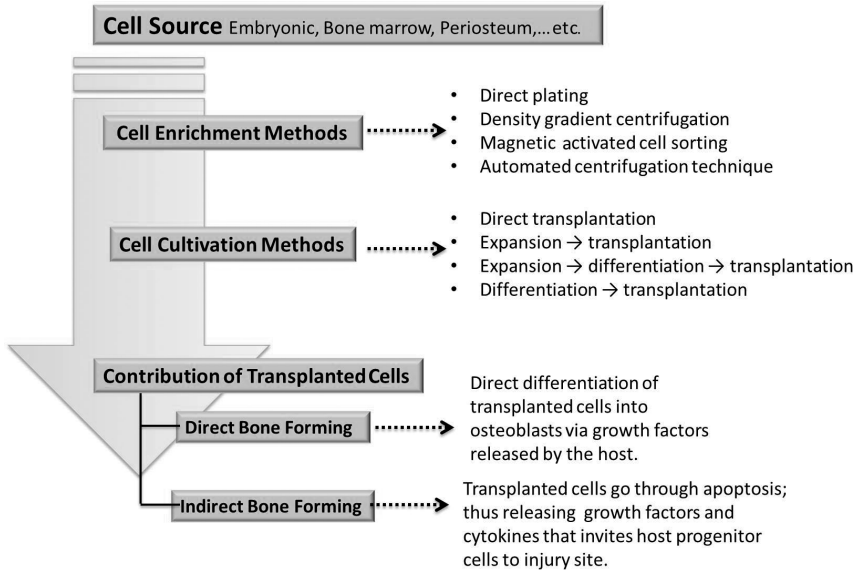 Cell Source Embryonic, Bone marrow, Periosteum,... etc.
Cell Enrichment Methods
• Direct plating
• Density gradient centrifugation
• Magnetic activated cell sorting
• Automated centrifugation technique
Cell Cultivation Methods
• Direct transplantation
• Expansion → transplantation
• Expansion → differentiation → transplantation
• Differentiation → transplantation
Contribution of Transplanted Cells
Direct Bone Forming
Direct differentiation of
transplanted cells into
osteoblasts via growth factors
released by the host.
Indirect Bone Forming
Transplanted cells go through apoptosis;
thus releasing growth factors and
cytokines that invites host progenitor
cells to injury site.